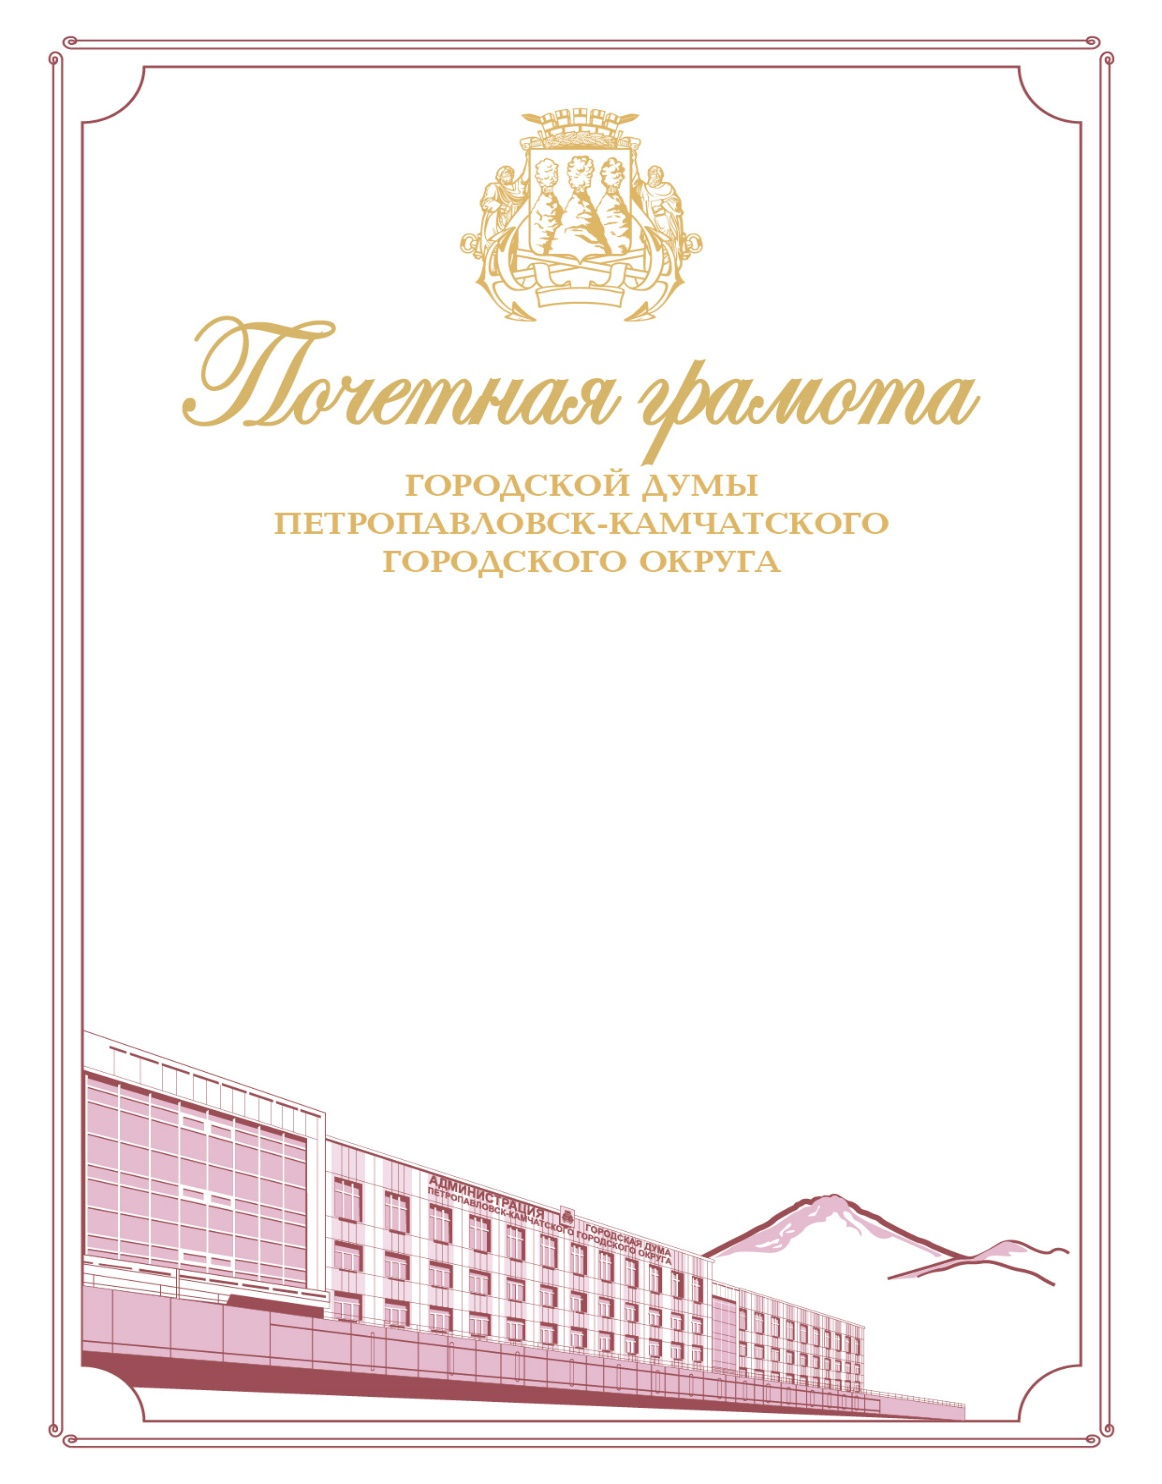 Почетная грамота
ГОРОДСКОЙ ДУМЫ
ПЕТРОПАВЛОВСК-КАМЧАТСКОГО
ГОРОДСКОГО ОКРУГА
АДМИНИСТРАЦИЯ
ГОРОДСКАЯ ДУМА
ПЕТРОПАВЛОВСК-КАМЧАТСКОГО ГОРОДСКОГО ОКРУГА